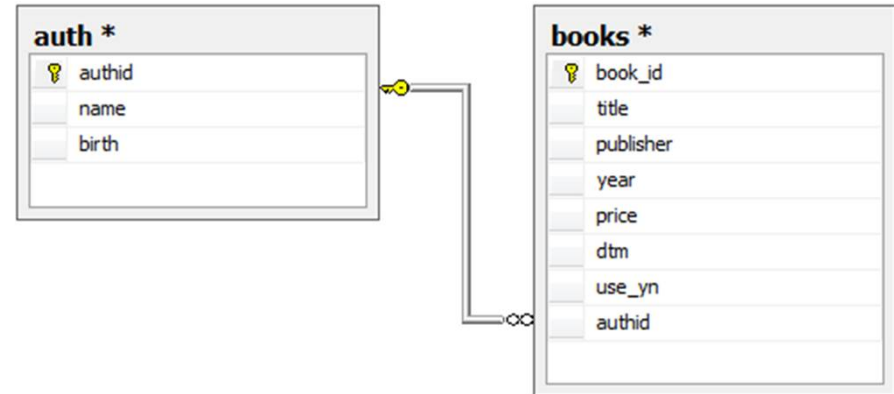 auth *
authid
name
birth
books *
book_id
title
publisher
year
price
dtm
use_yn
authid